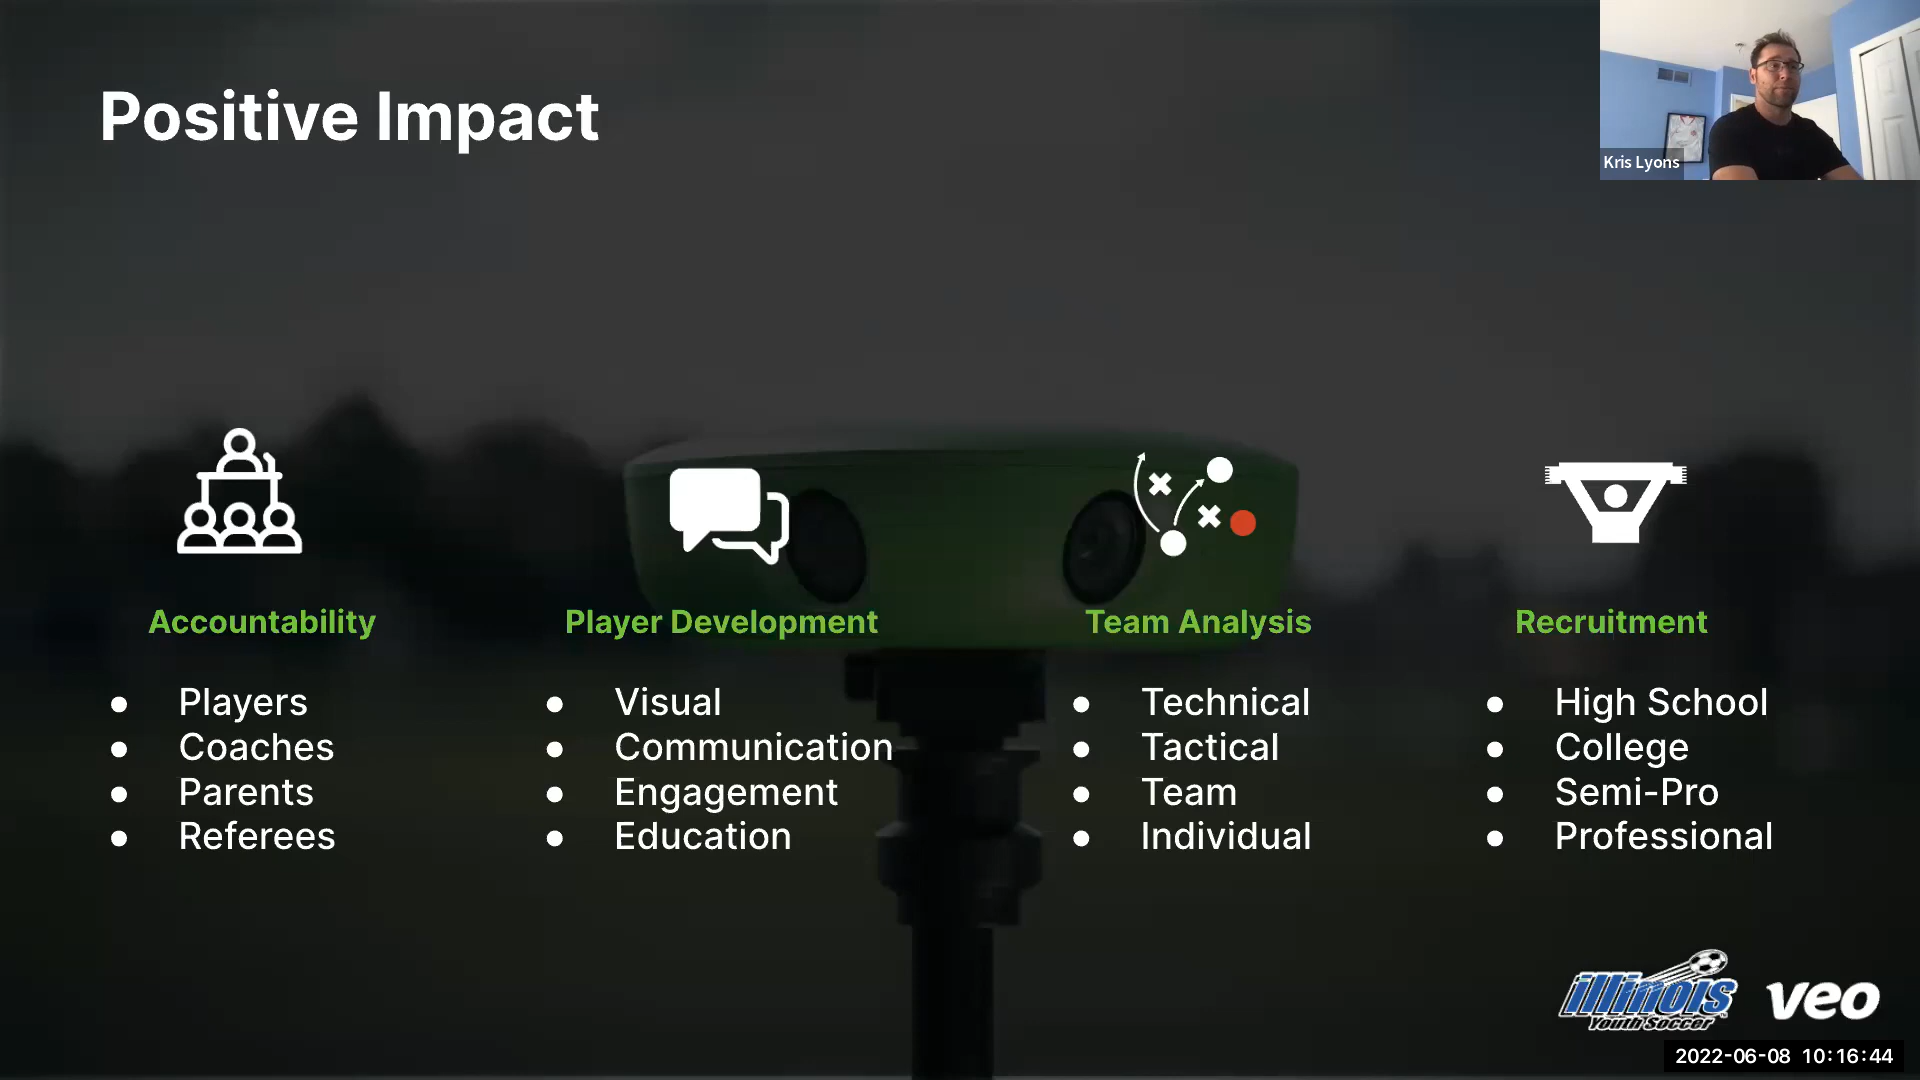 Positive Impact
Kris Lyons
Accountability
Players
Coaches
Parents
Referees
Player Development
Visual
Communication
Engagement
Education
Team Analysis
Technical
Tactical
Team
Individual
Recruitment
High School
College
Semi-Pro
Professional
illinois
Youth Soccer
veo
2022-06-08 10:16:44